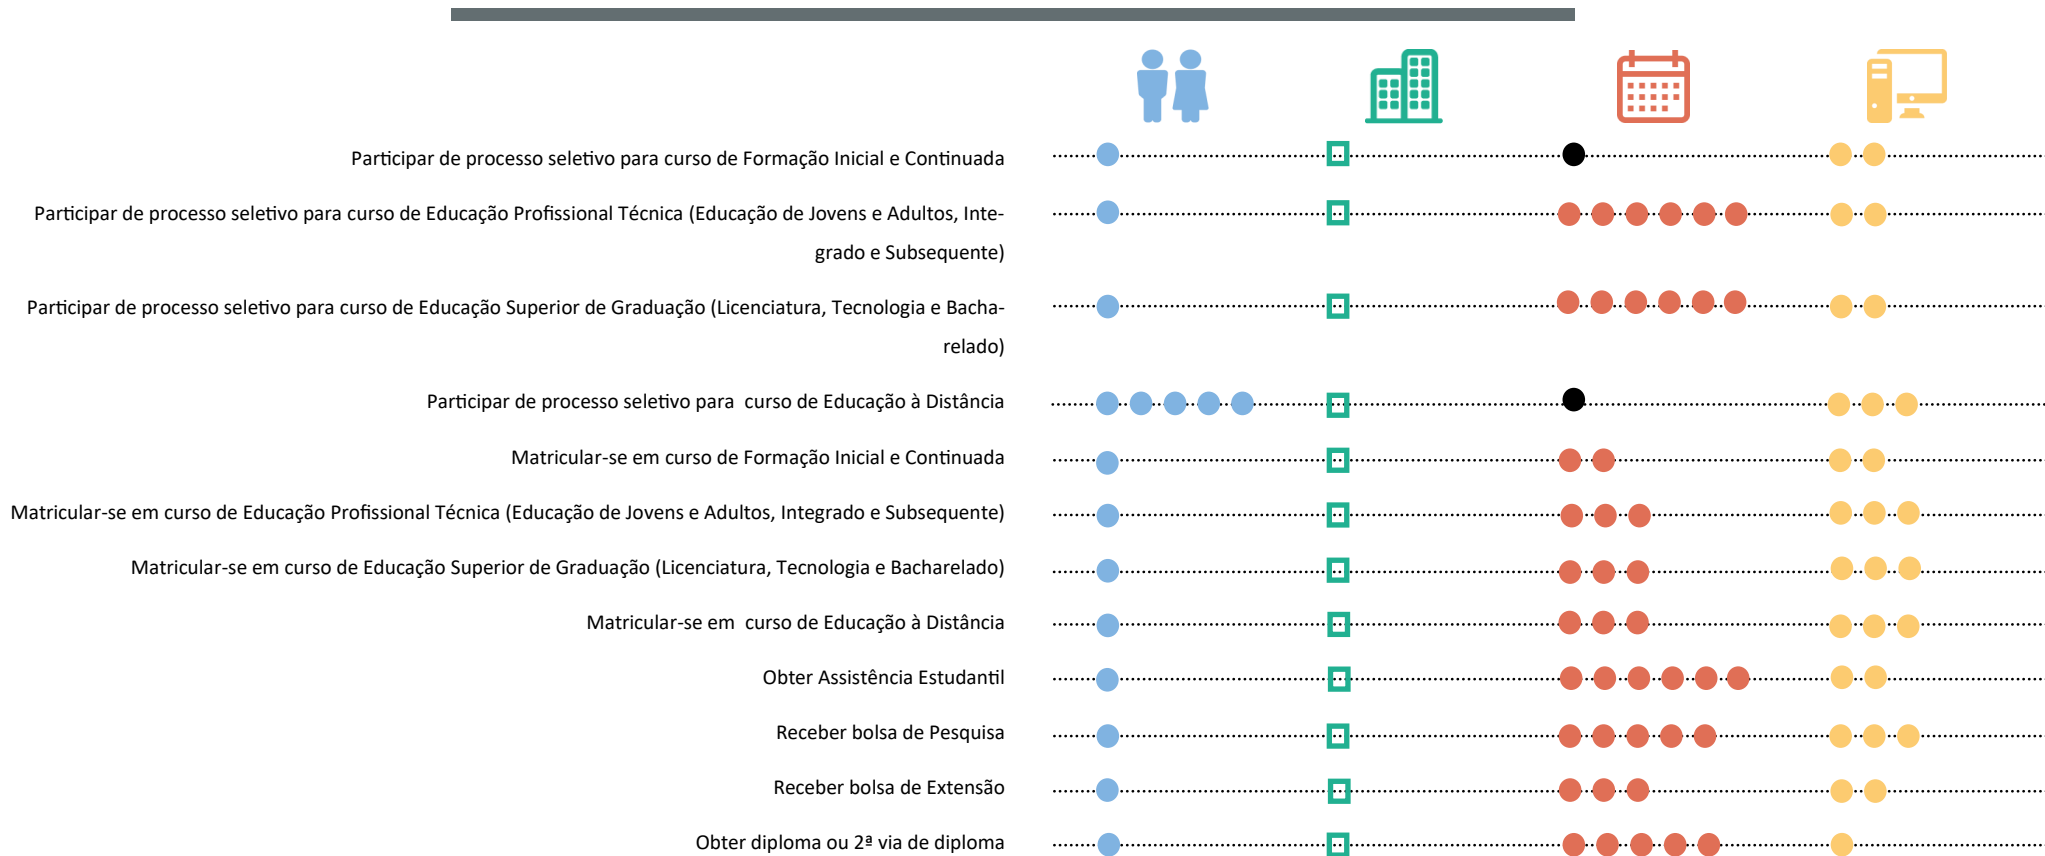 Participar de processo seletivo para curso de Formação Inicial e Continuada
Participar de processo seletivo para curso de Educação Profissional Técnica (Educação de Jovens e Adultos, Inte-
grado e Subsequente)
Participar de processo seletivo para curso de Educação Superior de Graduação (Licenciatura, Tecnologia e Bacha-
relado)
Participar de processo seletivo para  curso de Educação à Distância
Matricular-se em curso de Formação Inicial e Continuada
Matricular-se em curso de Educação Profissional Técnica (Educação de Jovens e Adultos, Integrado e Subsequente)
Matricular-se em curso de Educação Superior de Graduação (Licenciatura, Tecnologia e Bacharelado)
Matricular-se em  curso de Educação à Distância
Obter Assistência Estudantil
Receber bolsa de Pesquisa
Receber bolsa de Extensão
Obter diploma ou 2ª via de diploma